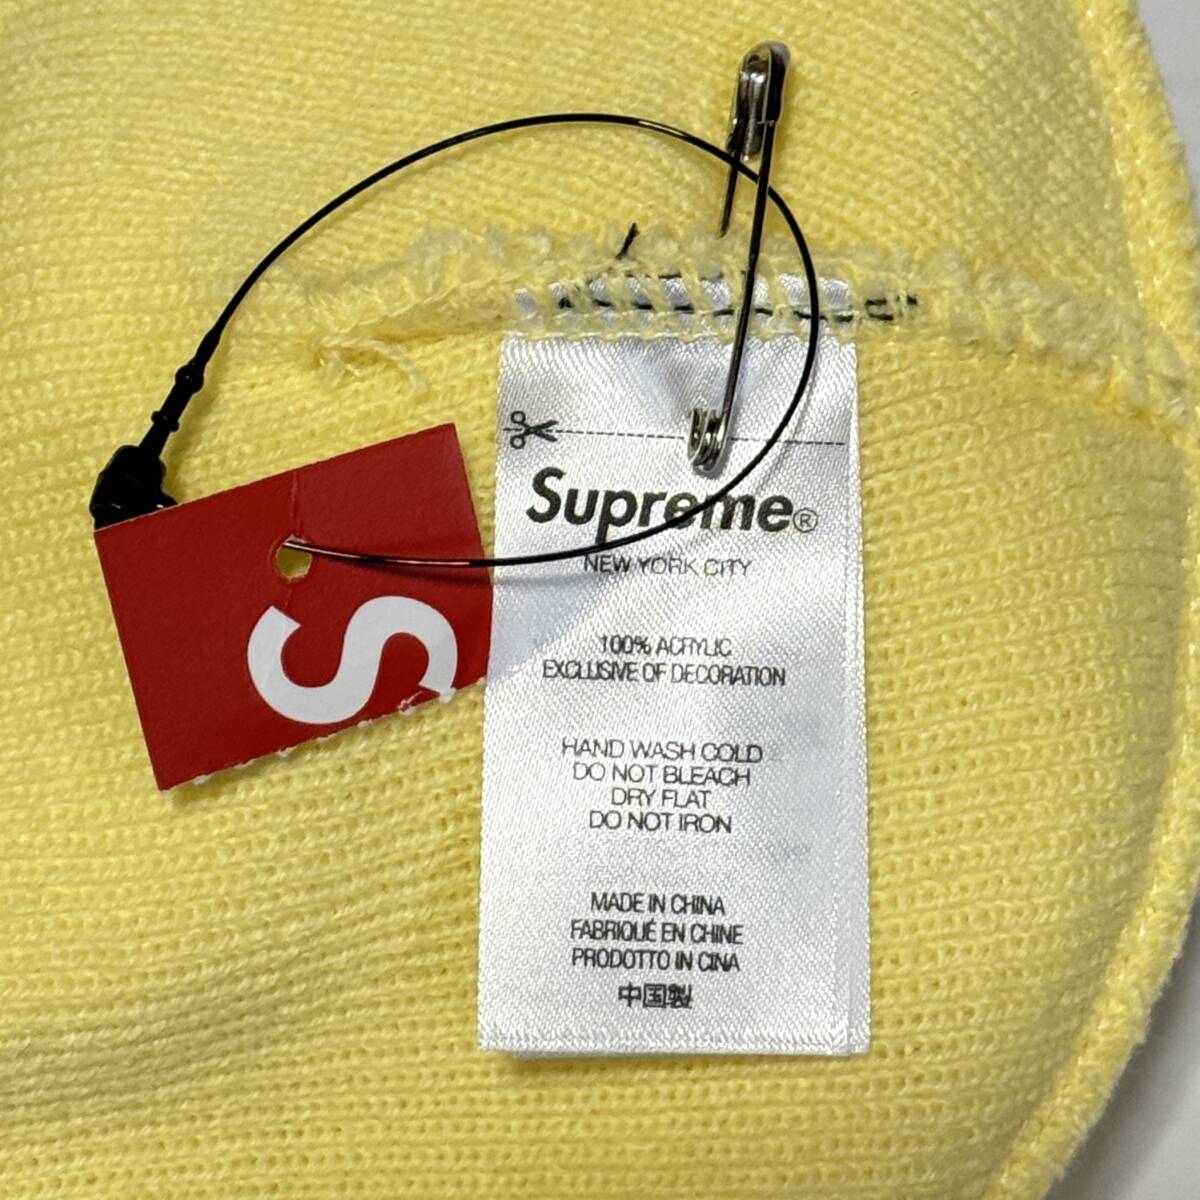 S
Supreme®
NEW YORK CITY
100% ACRYLIC
EXCLUSIVE OF DECORATION
HAND WASH COLD
DO NOT BLEACH
DRY FLAT
DO NOT IRON
MADE IN CHINA
FABRIQUÉ EN CHINE
PRODOTTO IN CINA
中国製